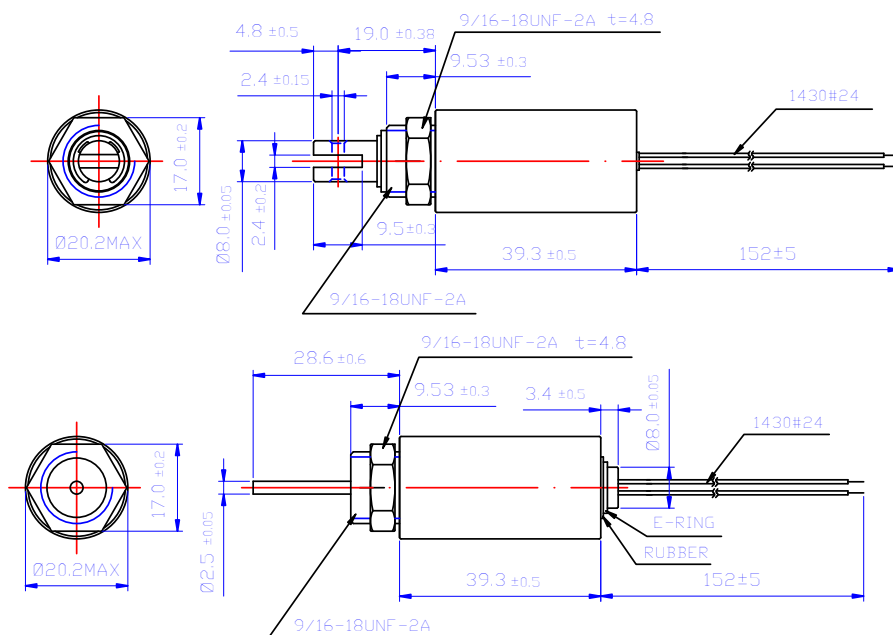 9/16-18UNF-2A t=4.8
4.8 ±0.5
19.0 ±0.38
9.53 ±0.3
2.4 ±0.15
1430#24
17.0 ±0.2
Ø8.0 ±0.05
2.4 ±0.2
Ø20.2MAX
9.5±0.3
39.3 ±0.5
152±5
9/16-18UNF-2A
9/16-18UNF-2A t=4.8
28.6 ±0.6
9.53 ±0.3
3.4 ±0.5
Ø8.0 ±0.05
1430#24
17.0 ±0.2
Ø2.5 ±0.05
E-RING
RUBBER
Ø20.2MAX
39.3 ±0.5
152±5
9/16-18UNF-2A